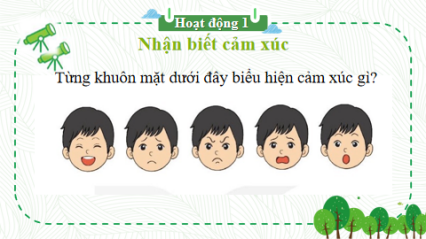 Hoạt động 1
Nhận biết cảm xúc
Từng khuôn mặt dưới đây biểu hiện cảm xúc gì?